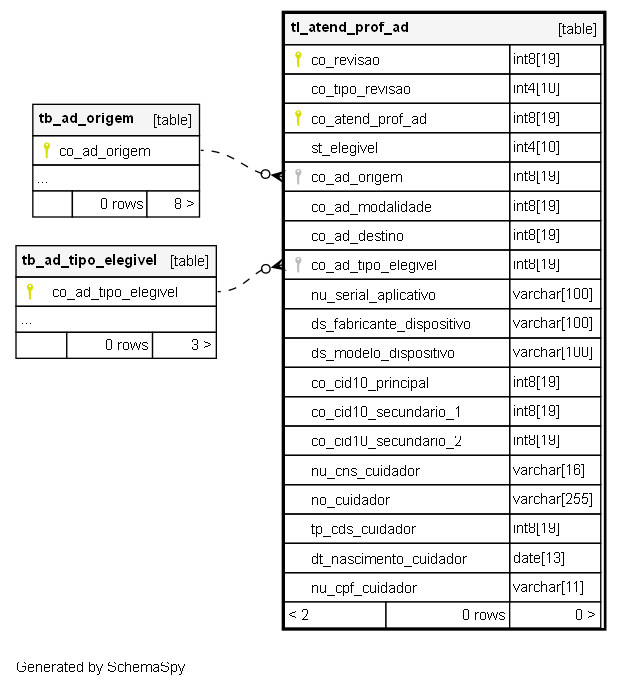 tl_atend_prof_ad [table]
co_revisao int8[19]
co_tipo_revisao int4[10]
co_atend_prof_ad int8[19]
st_elegivel int4[10]
co_ad_origem int8[19]
co_ad_modalidade int8[19]
co_ad_destino int8[19]
co_ad_tipo_elegivel int8[19]
nu_serial_aplicativo varchar[100]
ds_fabricante_dispositivo varchar[100]
ds_modelo_dispositivo varchar[100]
co_cid10_principal int8[19]
co_cid10_secundario_1 int8[19]
co_cid10_secundario_2 int8[19]
nu_cns_cuidador varchar[16]
no_cuidador varchar[255]
tp_cds_cuidador int8[19]
dt_nascimento_cuidador date[13]
nu_cpf_cuidador varchar[11]
< 2 0 rows 0 >
tb_ad_origem [table]
co_ad_origem
...
0 rows 8 >
tb_ad_tipo_elegivel [table]
co_ad_tipo_elegivel
...
0 rows 3 >
Generated by SchemaSpy